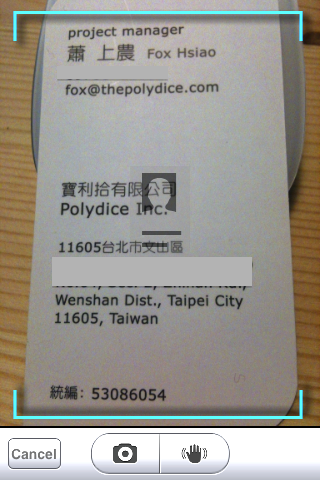 project manager
蕭 上農 Fox Hsiao
fox@thepolydice.com
寶利拾有限公司
Polydice Inc.
11605台北市文山區
Wenshan Dist., Taipei City
11605, Taiwan
統編: 53086054
Cancel